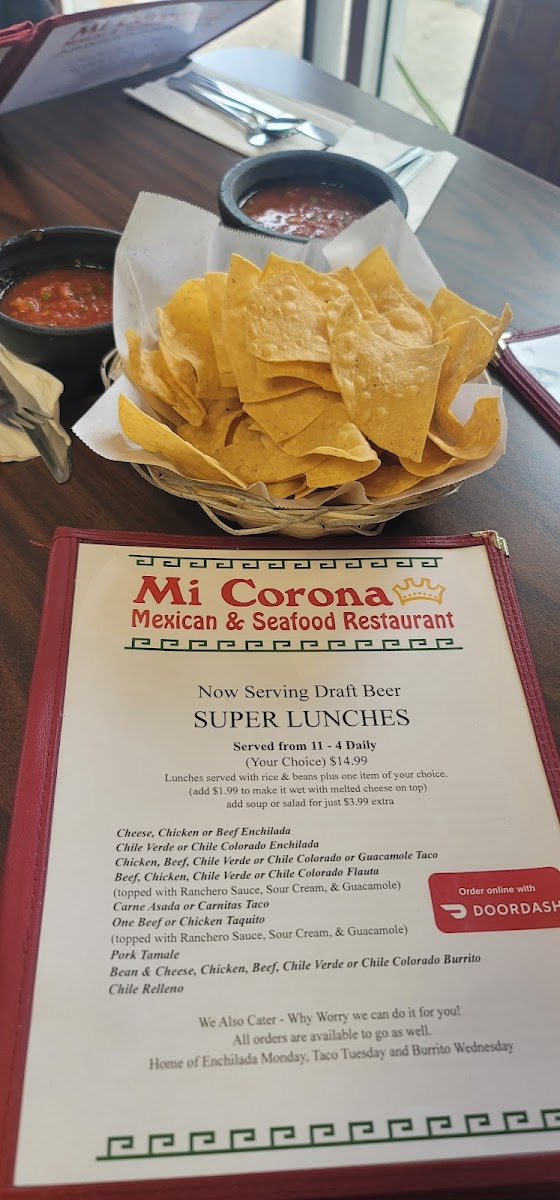 Mi Corona
Mi Corona
Mexican & Seafood Restaurant
Now Serving Draft Beer
SUPER LUNCHES
Served from 11 - 4 Daily
(Your Choice) $14.99
Lunches served with rice & beans plus one item of your choice.
(add $1.99 to make it wet with melted cheese on top)
add soup or salad for just $3.99 extra
Cheese, Chicken or Beef Enchilada
Chile Verde or Chile Colorado Enchilada
Chicken, Beef, Chile Verde or Chile Colorado or Guacamole Taco
Beef, Chicken, Chile Verde or Chile Colorado Flauta
(topped with Ranchero Sauce, Sour Cream, & Guacamole)
Carne Asada or Carnitas Taco
One Beef or Chicken Taquito
(topped with Ranchero Sauce, Sour Cream, & Guacamole)
Pork Tamale
Bean & Cheese, Chicken, Beef, Chile Verde or Chile Colorado Burrito
Chile Relleno
Order online with
DOORDASH
We Also Cater - Why Worry we can do it for you!
All orders are available to go as well.
Home of Enchilada Monday, Taco Tuesday and Burrito Wednesday